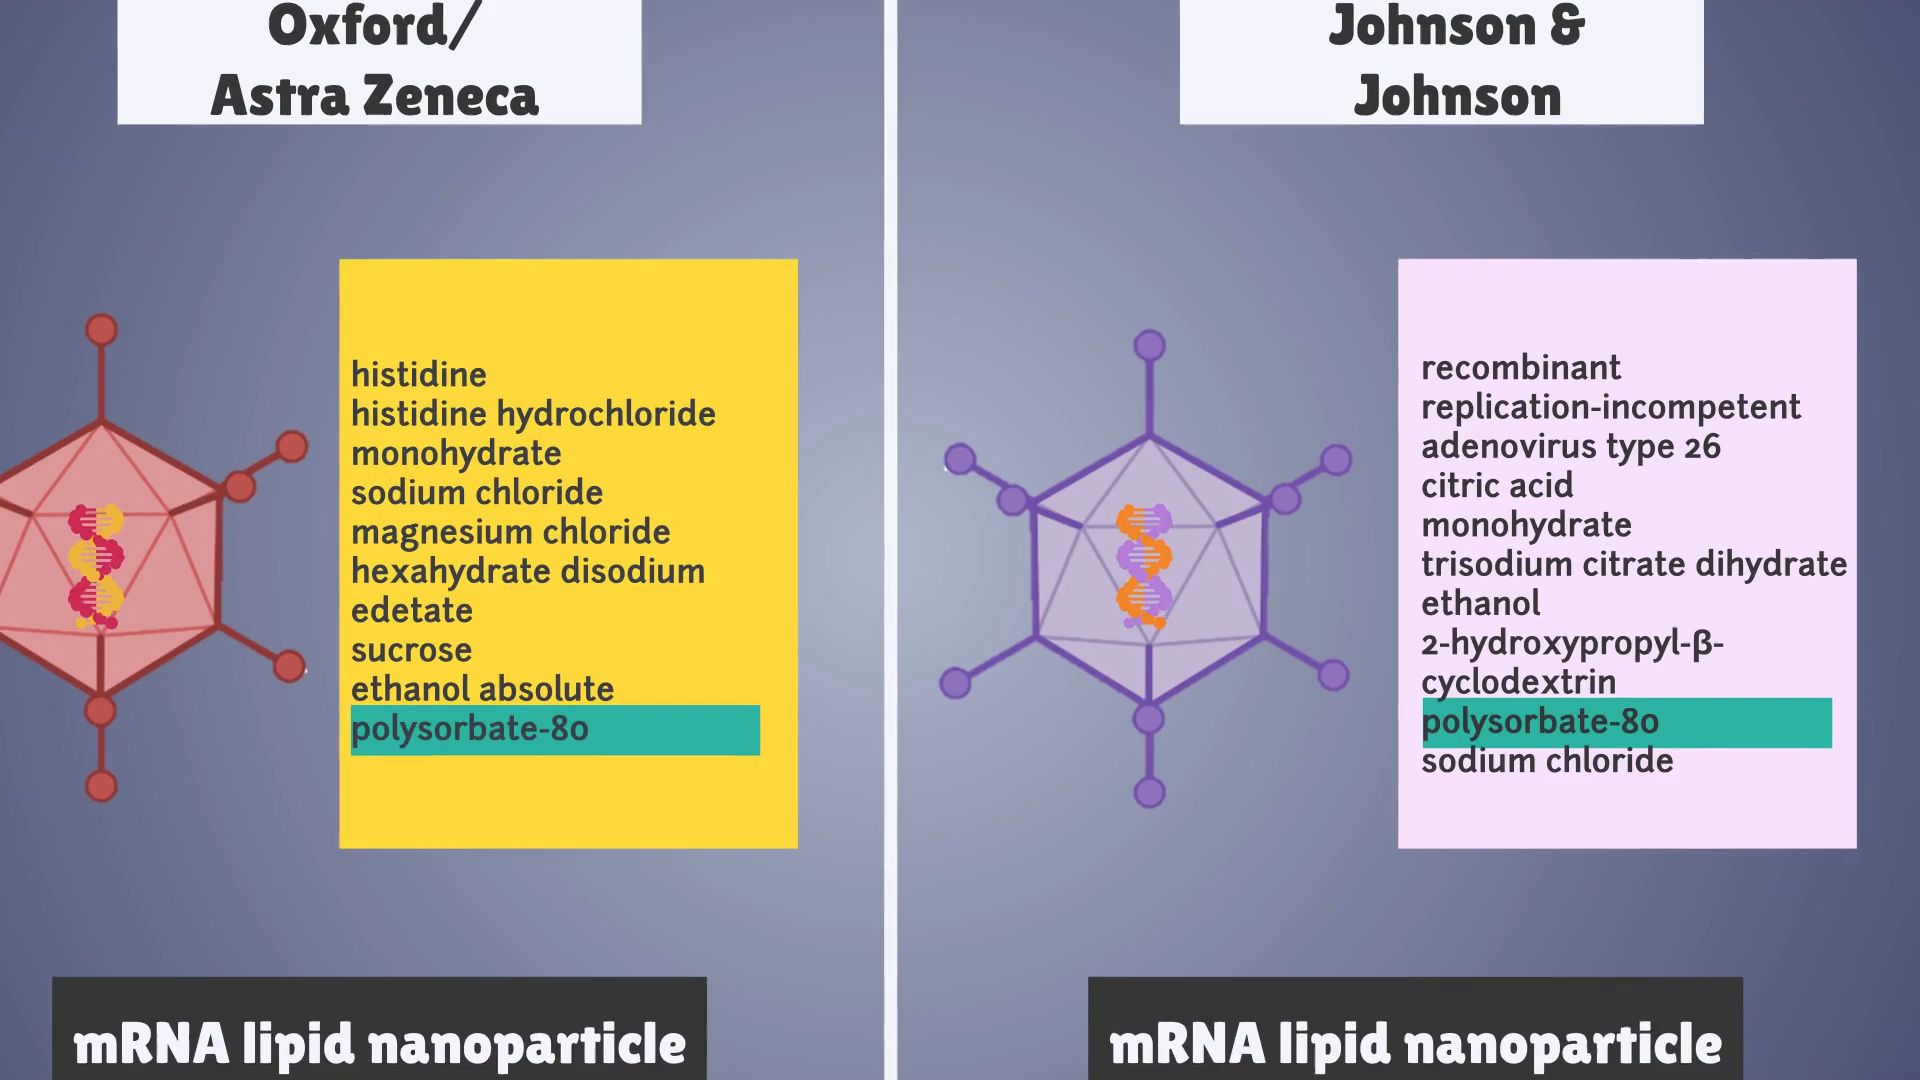 Oxford/
Astra Zeneca
histidine
histidine hydrochloride
monohydrate
sodium chloride
magnesium chloride
hexahydrate disodium
edetate
sucrose
ethanol absolute
polysorbate-80
mRNA lipid nanoparticle
Johnson &
Johnson
recombinant
replication-incompetent
adenovirus type 26
citric acid
monohydrate
trisodium citrate dihydrate
ethanol
2-hydroxypropyl-β-
cyclodextrin
polysorbate-80
sodium chloride
mRNA lipid nanoparticle